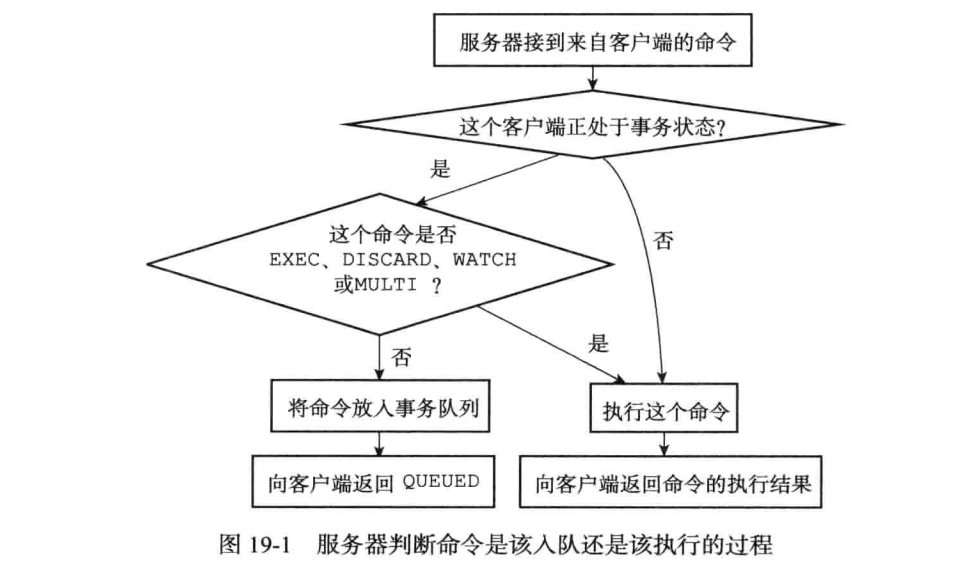 服务器接到来自客户端的命令
这个客户端正处于事务状态?
是
这个命令是否
EXEC、DISCARD、WATCH
或MULTI ?
否
是
否
将命令放入事务队列
执行这个命令
向客户端返回 QUEUED
向客户端返回命令的执行结果
图 19-1 服务器判断命令是该入队还是该执行的过程